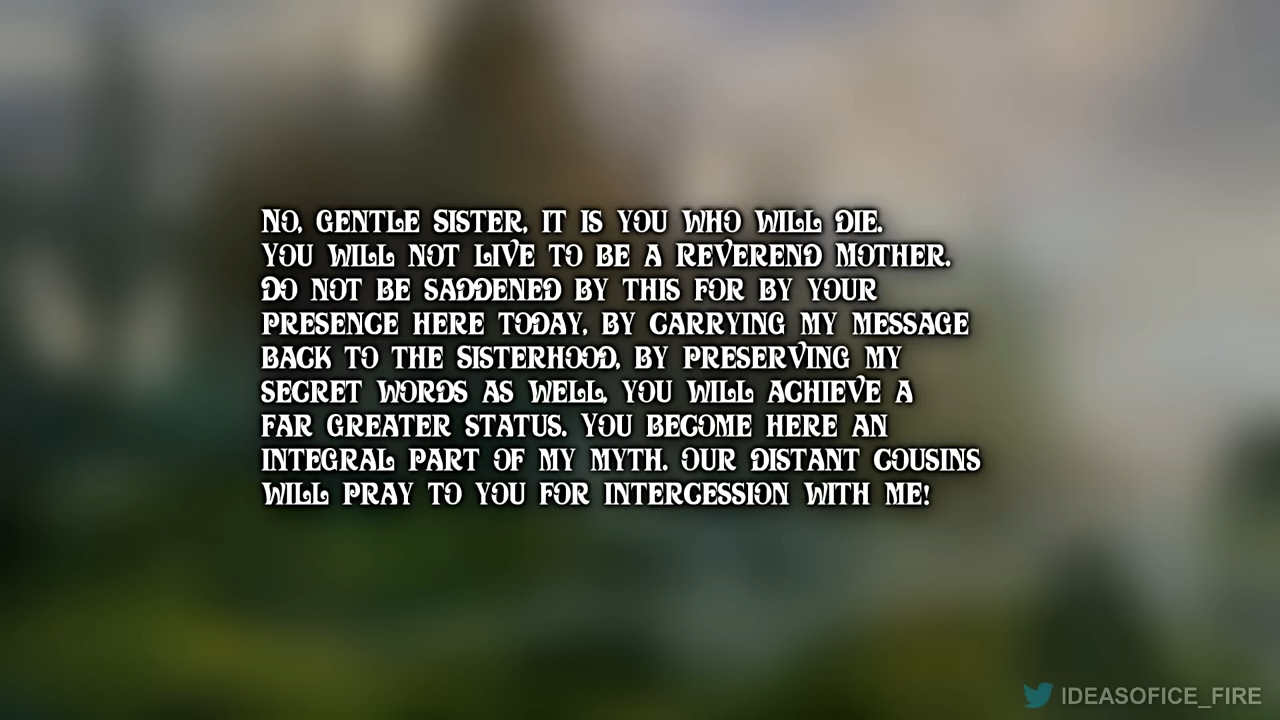 No, gentle Sister, it is you who will die.
You will not live to be a Reverend Mother.
Do not be saddened by this for by your
presence here today, by carrying my message
back to the Sisterhood, by preserving my
secret words as well, you will achieve a
far greater status. You become here an
integral part of my myth. Our distant cousins
will pray to you for intercession with me!
IDEASOFICE_FIRE